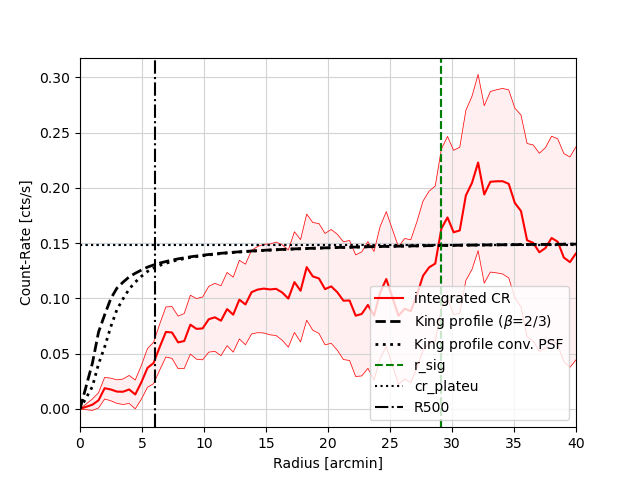 0.30
0.25
0.20
0.15
0.10
0.05
0.00
Count-Rate [cts/s]
integrated CR
King profile (β=2/3)
King profile conv. PSF
r_sig
cr_plateu
R500
0 5 10 15 20 25 30 35 40
Radius [arcmin]